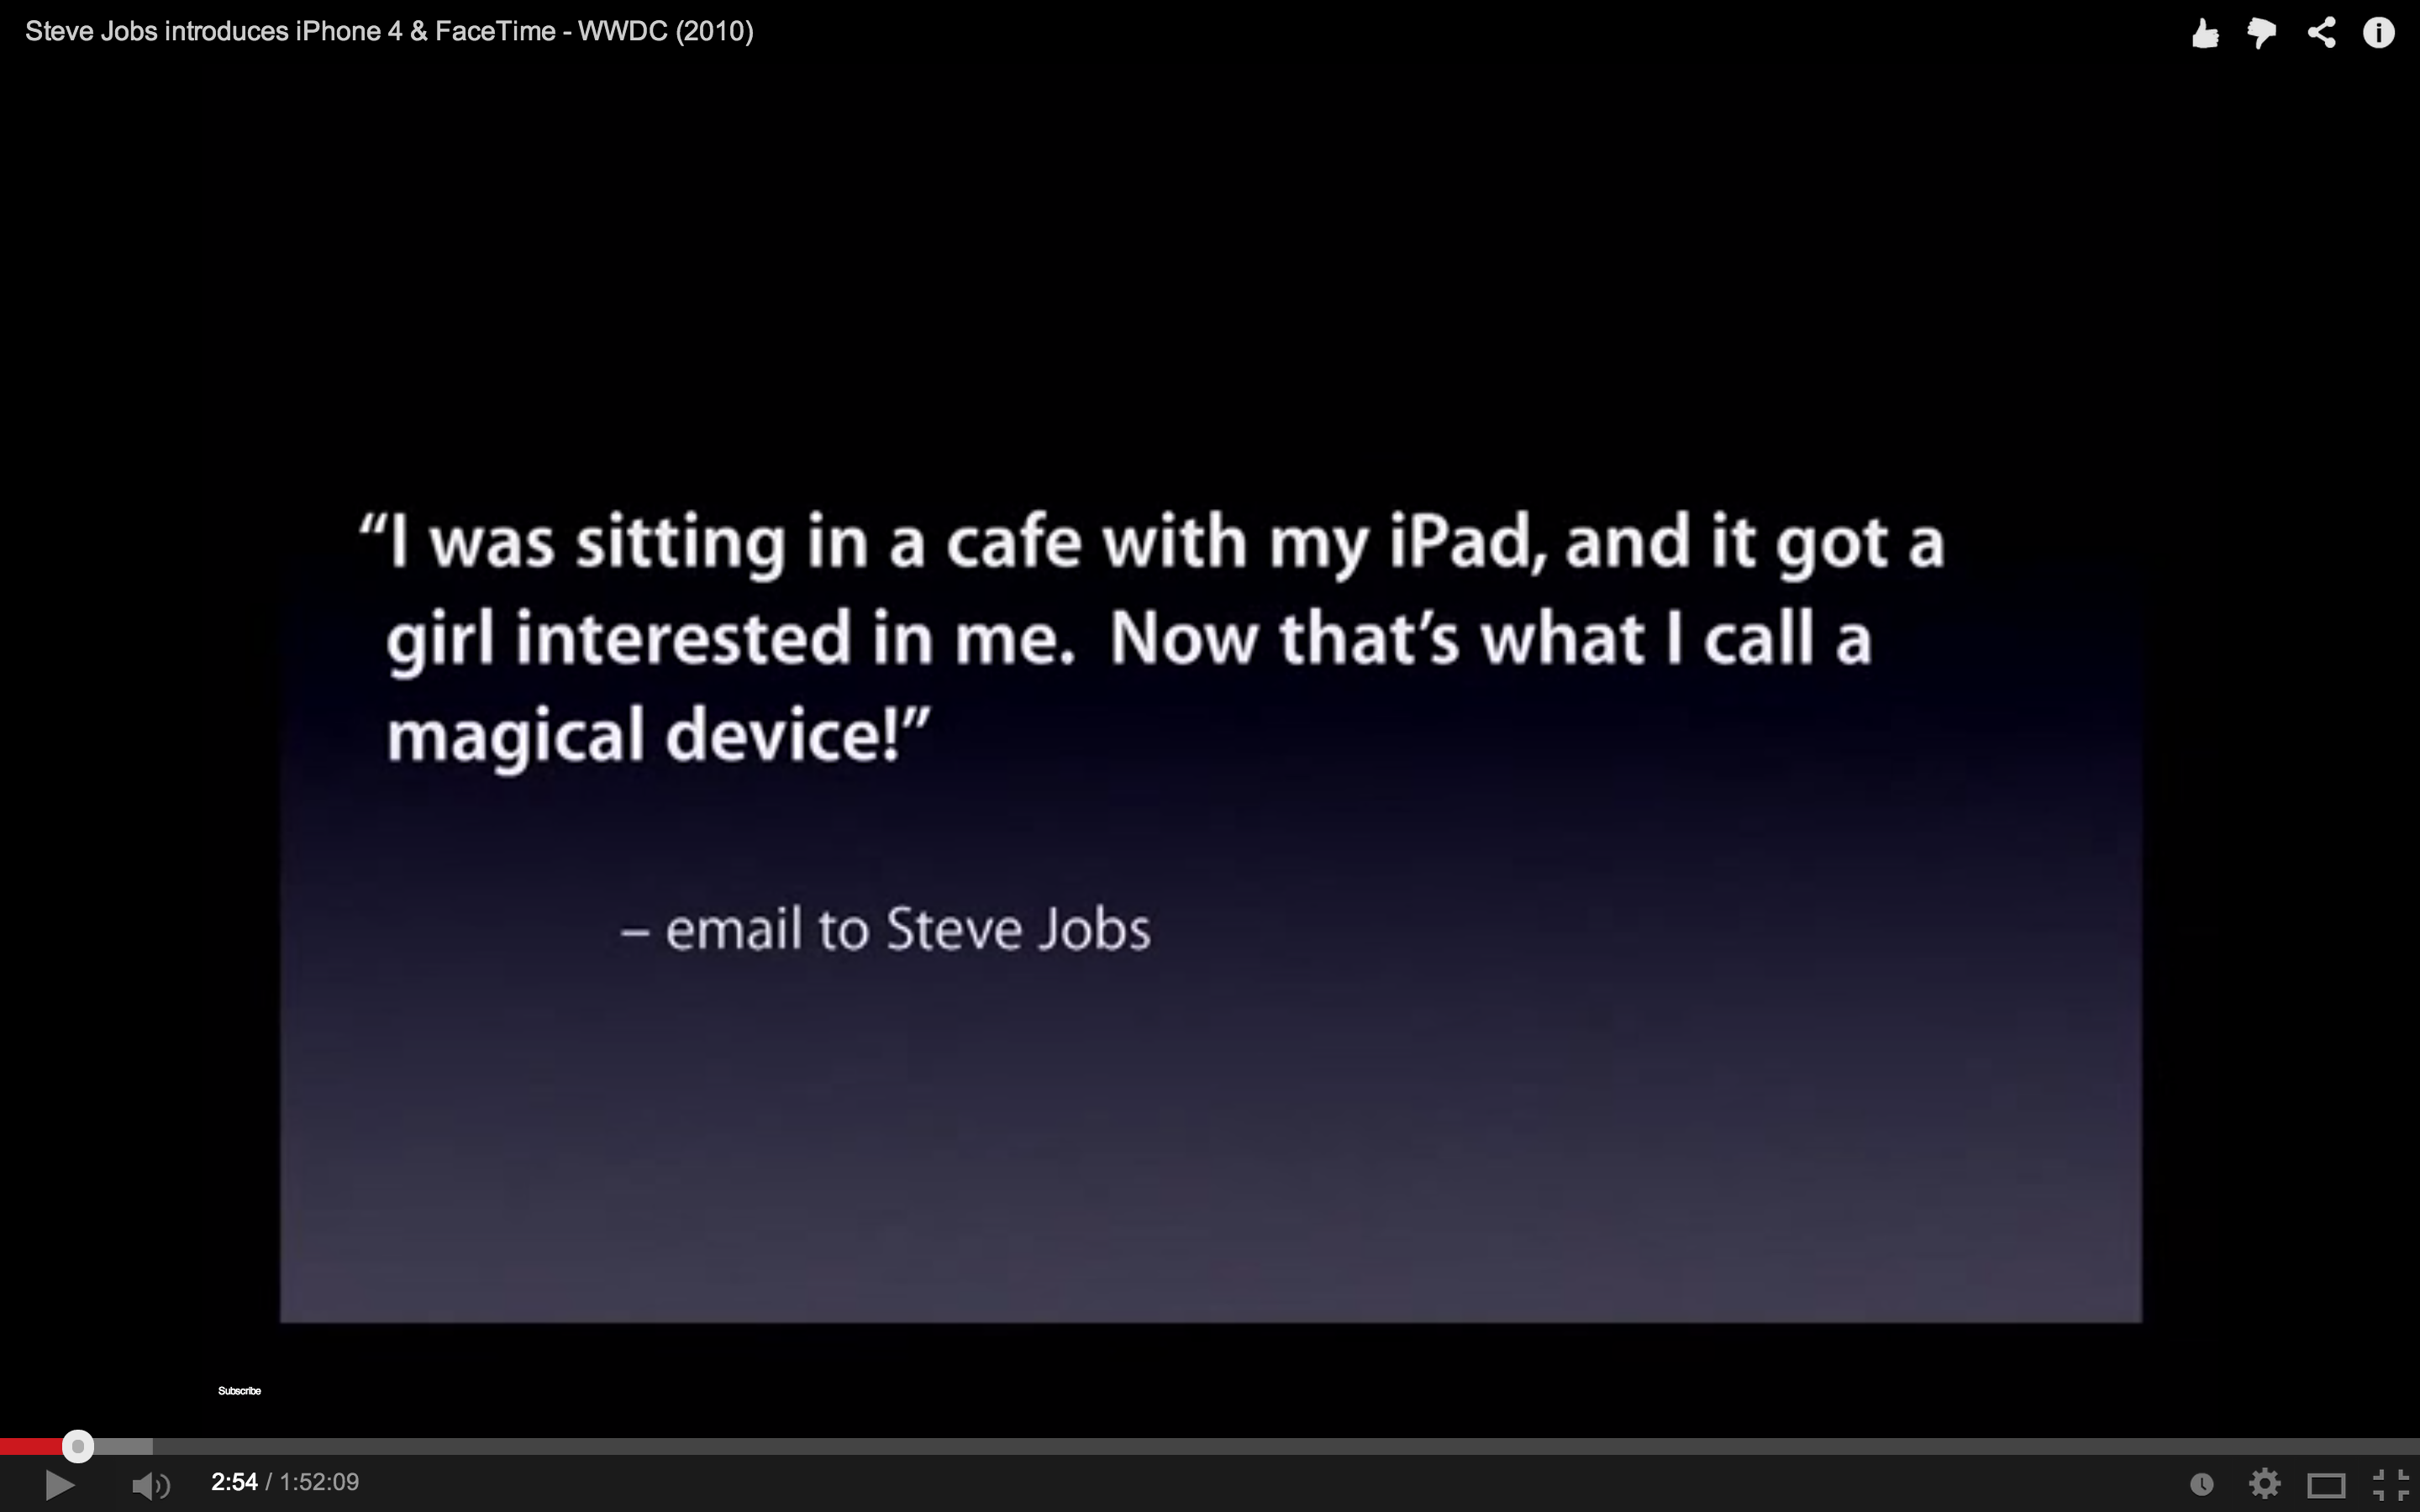 Steve Jobs introduces iPhone 4 & FaceTime - WWDC (2010)
“I was sitting in a cafe with my iPad, and it got a
girl interested in me.  Now that’s what I call a
magical device!”
– email to Steve Jobs
Subscribe
2:54 / 1:52:09